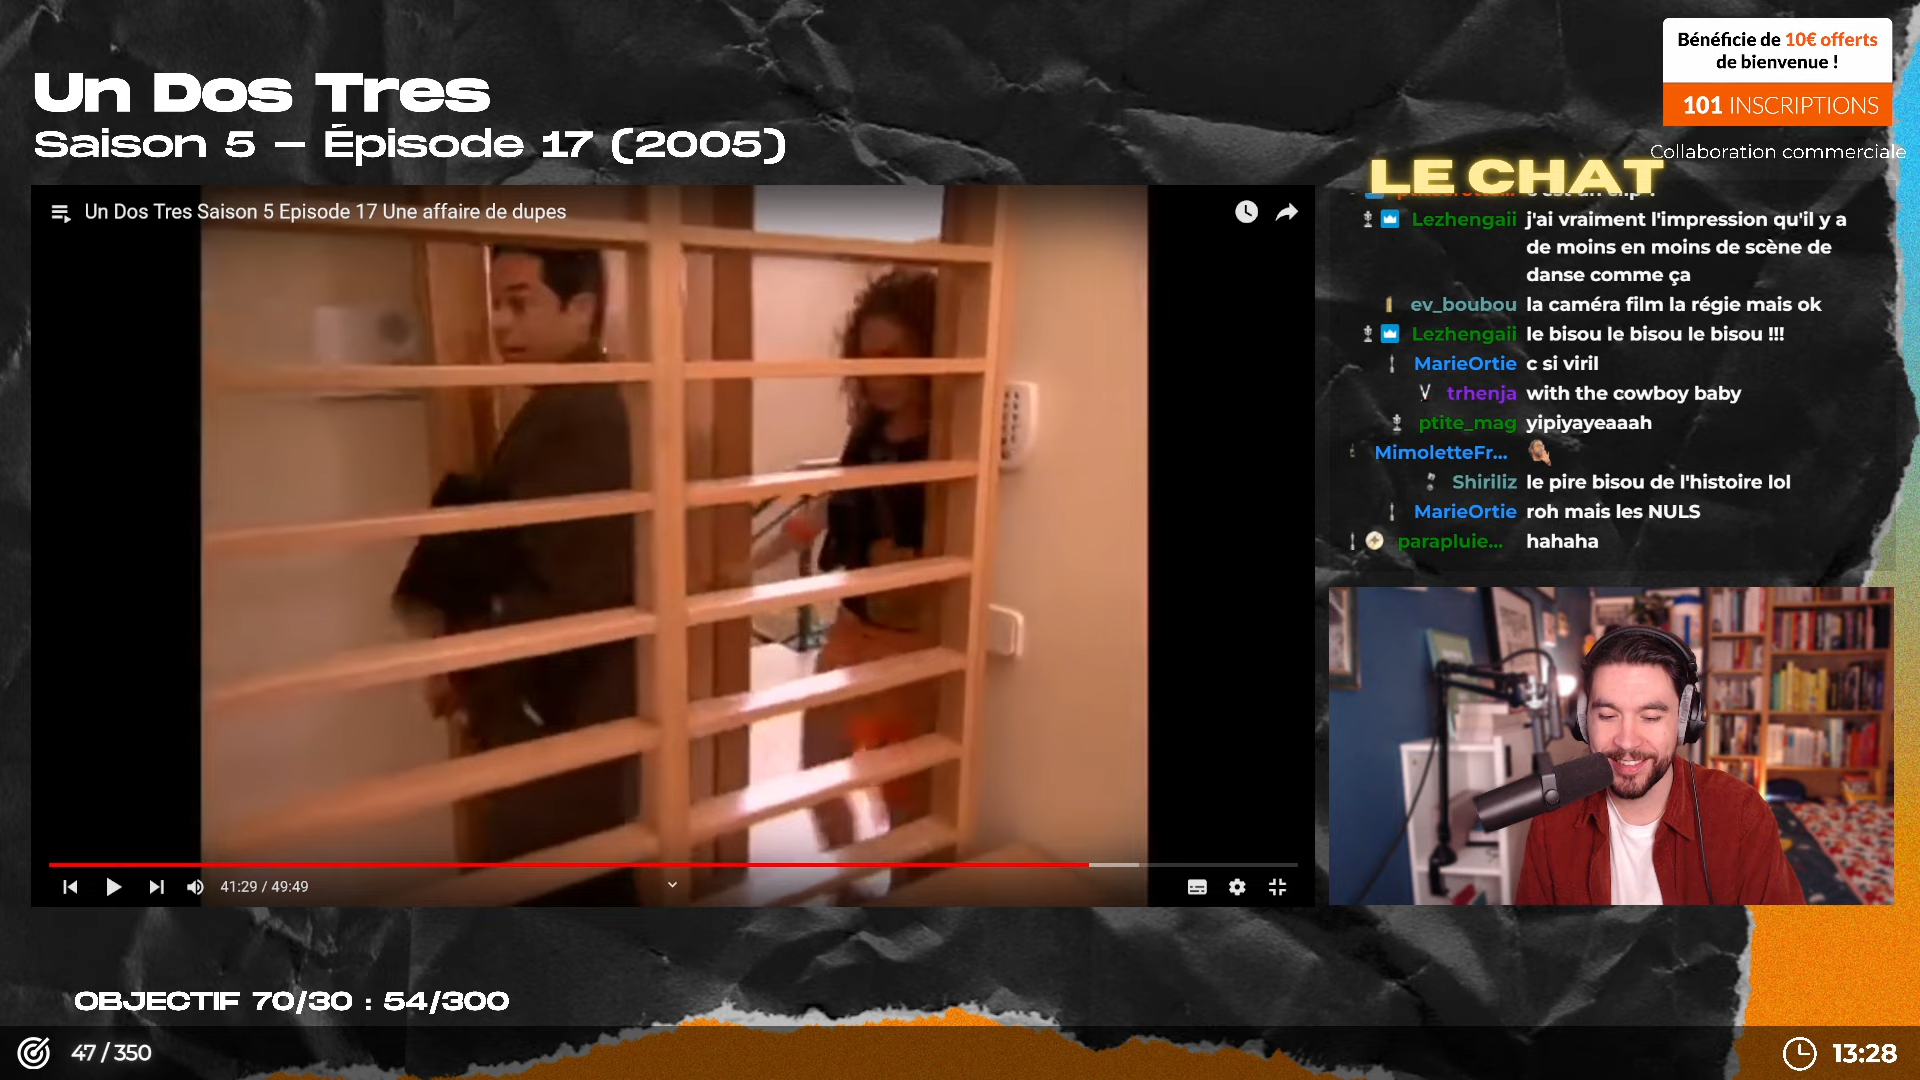 Un Dos Tres
Saison 5 – Épisode 17 (2005)
Bénéficie de 10€ offerts
de bienvenue !
101 INSCRIPTIONS
Collaboration commerciale
LE CHAT
Un Dos Tres Saison 5 Episode 17 Une affaire de dupes
Lezhengaii j'ai vraiment l'impression qu'il y a
de moins en moins de scène de
danse comme ça
ev_boubou la caméra film la régie mais ok
Lezhengaii le bisou le bisou le bisou !!!
MarieOrtie c si viril
trhenja with the cowboy baby
ptite_mag yipiyayeaaah
MimoletteFr...
Shiriliz le pire bisou de l'histoire lol
MarieOrtie roh mais les NULS
parapluie... hahaha
41:29 / 49:49
OBJECTIF 70/30 : 54/300
47 / 350
13:28